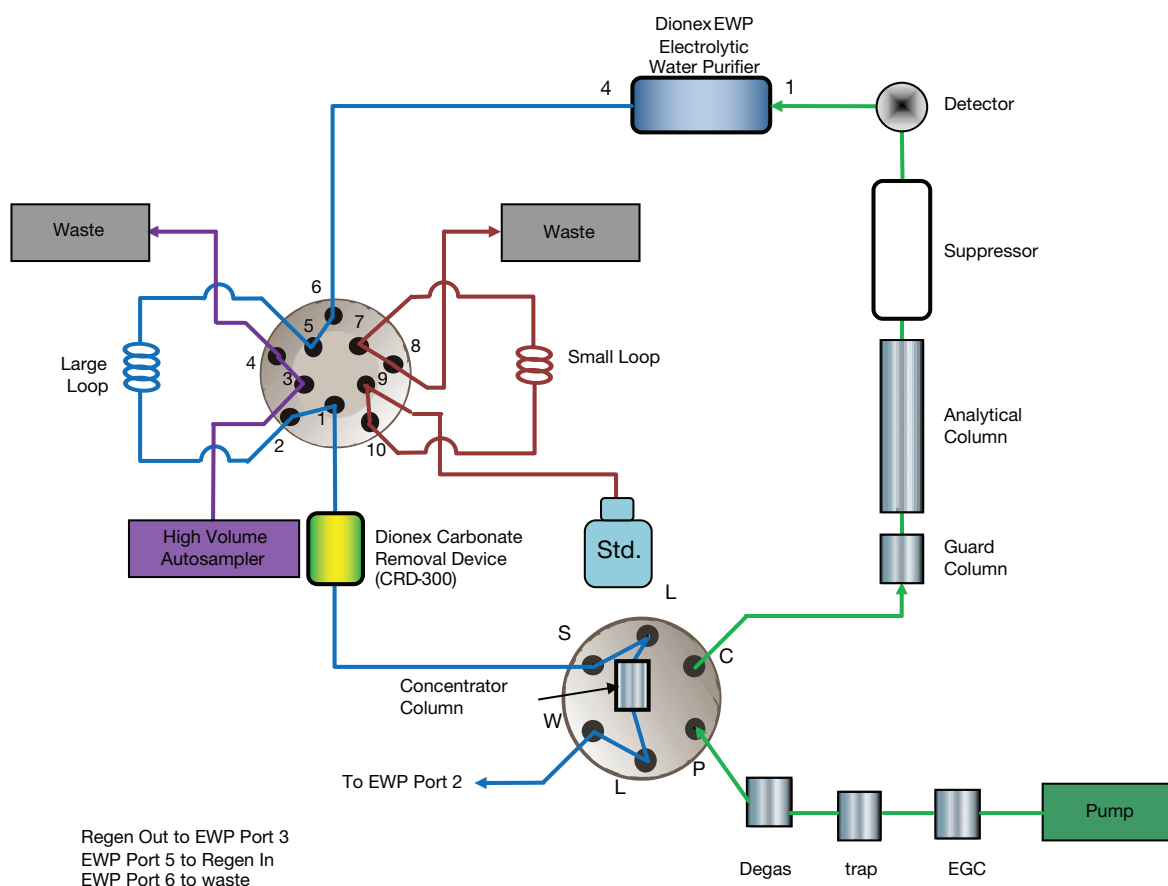 Dionex EWP
Electrolytic
Water Purifier
4
1
Detector
Waste
Waste
Suppressor
6
5
7
4
8
3
9
1
2
10
Large
Loop
Small Loop
Analytical
Column
High Volume
Autosampler
Dionex Carbonate
Removal Device
(CRD-300)
Std.
Guard
Column
L
S
C
Concentrator
Column
W
P
L
To EWP Port 2
Pump
Degas
trap
EGC
Regen Out to EWP Port 3
EWP Port 5 to Regen In
EWP Port 6 to waste